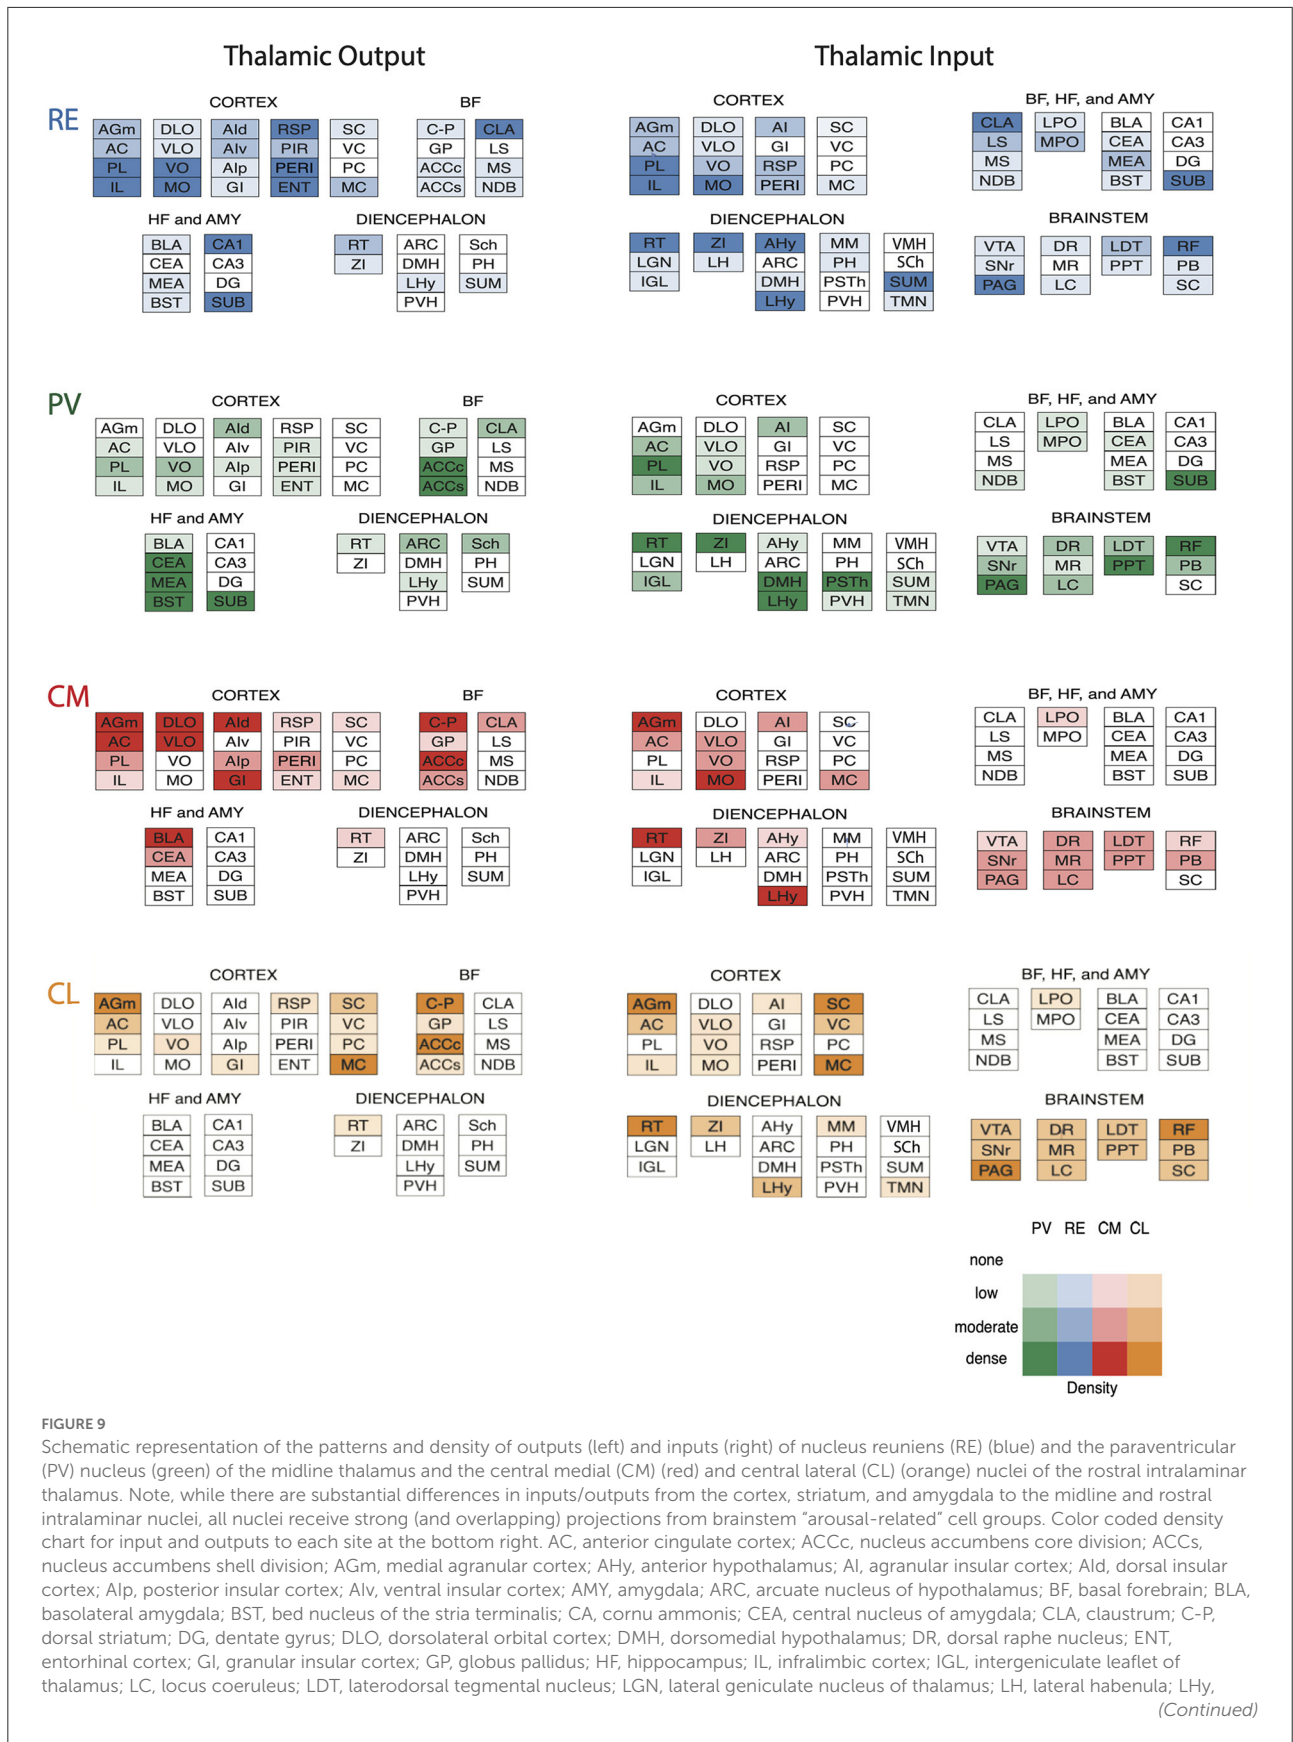 Thalamic Output Thalamic Input
RE
CORTEX BF
AGm DLO AId RSP SC C-P CLA
AC VLO AIv PIR VC GP LS
PL VO AIp PERI PC ACCc MS
IL MO GI ENT MC ACCs NDB
HF and AMY DIENCEPHALON
BLA CA1 RT ARC Sch
CEA CA3 ZI DMH PH
MEA DG LHy SUM
BST SUB PVH
CORTEX BF, HF, and AMY
AGm DLO AI SC CLA LPO BLA CA1
AC VLO GI VC LS MPO CEA CA3
PL VO RSP PC MS MEA DG
IL MO PERI MC NDB BST SUB
DIENCEPHALON BRAINSTEM
RT ZI AHy MM VMH VTA DR LDT RF
LGN LH ARC PH SCh SNr MR PPT PB
IGL DMH PSTh SUM PAG LC SC
LHy PVH TMN
PV
CORTEX BF
AGm DLO AId RSP SC C-P CLA
AC VLO AIv PIR VC GP LS
PL VO AIp PERI PC ACCc MS
IL MO GI ENT MC ACCs NDB
HF and AMY DIENCEPHALON
BLA CA1 RT ARC Sch
CEA CA3 ZI DMH PH
MEA DG LHy SUM
BST SUB PVH
CORTEX BF, HF, and AMY
AGm DLO AI SC CLA LPO BLA CA1
AC VLO GI VC LS MPO CEA CA3
PL VO RSP PC MS MEA DG
IL MO PERI MC NDB BST SUB
DIENCEPHALON BRAINSTEM
RT ZI AHy MM VMH VTA DR LDT RF
LGN LH ARC PH SCh SNr MR PPT PB
IGL DMH PSTh SUM PAG LC SC
LHy PVH TMN
CM
CORTEX BF
AGm DLO AId RSP SC C-P CLA
AC VLO AIv PIR VC GP LS
PL VO AIp PERI PC ACCc MS
IL MO GI ENT MC ACCs NDB
HF and AMY DIENCEPHALON
BLA CA1 RT ARC Sch
CEA CA3 ZI DMH PH
MEA DG LHy SUM
BST SUB PVH
CORTEX BF, HF, and AMY
AGm DLO AI SC CLA LPO BLA CA1
AC VLO GI VC LS MPO CEA CA3
PL VO RSP PC MS MEA DG
IL MO PERI MC NDB BST SUB
DIENCEPHALON BRAINSTEM
RT ZI AHy MM VMH VTA DR LDT RF
LGN LH ARC PH SCh SNr MR PPT PB
IGL DMH PSTh SUM PAG LC SC
LHy PVH TMN
CL
CORTEX BF
AGm DLO AId RSP SC C-P CLA
AC VLO AIv PIR VC GP LS
PL VO AIp PERI PC ACCc MS
IL MO GI ENT MC ACCs NDB
HF and AMY DIENCEPHALON
BLA CA1 RT ARC Sch
CEA CA3 ZI DMH PH
MEA DG LHy SUM
BST SUB PVH
CORTEX BF, HF, and AMY
AGm DLO AI SC CLA LPO BLA CA1
AC VLO GI VC LS MPO CEA CA3
PL VO RSP PC MS MEA DG
IL MO PERI MC NDB BST SUB
DIENCEPHALON BRAINSTEM
RT ZI AHy MM VMH VTA DR LDT RF
LGN LH ARC PH SCh SNr MR PPT PB
IGL DMH PSTh SUM PAG LC SC
LHy PVH TMN
PV RE CM CL
none
low
moderate
dense
Density
FIGURE 9
Schematic representation of the patterns and density of outputs (left) and inputs (right) of nucleus reuniens (RE) (blue) and the paraventricular
(PV) nucleus (green) of the midline thalamus and the central medial (CM) (red) and central lateral (CL) (orange) nuclei of the rostral intralaminar
thalamus. Note, while there are substantial differences in inputs/outputs from the cortex, striatum, and amygdala to the midline and rostral
intralaminar nuclei, all nuclei receive strong (and overlapping) projections from brainstem "arousal-related" cell groups. Color coded density
chart for input and outputs to each site at the bottom right. AC, anterior cingulate cortex; ACCc, nucleus accumbens core division; ACCs,
nucleus accumbens shell division; AGm, medial agranular cortex; AHy, anterior hypothalamus; AI, agranular insular cortex; AId, dorsal insular
cortex; AIp, posterior insular cortex; AIv, ventral insular cortex; AMY, amygdala; ARC, arcuate nucleus of hypothalamus; BF, basal forebrain; BLA,
basolateral amygdala; BST, bed nucleus of the stria terminalis; CA, cornu ammonis; CEA, central nucleus of amygdala; CLA, claustrum; C-P,
dorsal striatum; DG, dentate gyrus; DLO, dorsolateral orbital cortex; DMH, dorsomedial hypothalamus; DR, dorsal raphe nucleus; ENT,
entorhinal cortex; GI, granular insular cortex; GP, globus pallidus; HF, hippocampus; IL, infralimbic cortex; IGL, intergeniculate leaflet of
thalamus; LC, locus coeruleus; LDT, laterodorsal tegmental nucleus; LGN, lateral geniculate nucleus of thalamus; LH, lateral habenula; LHy,
(Continued)